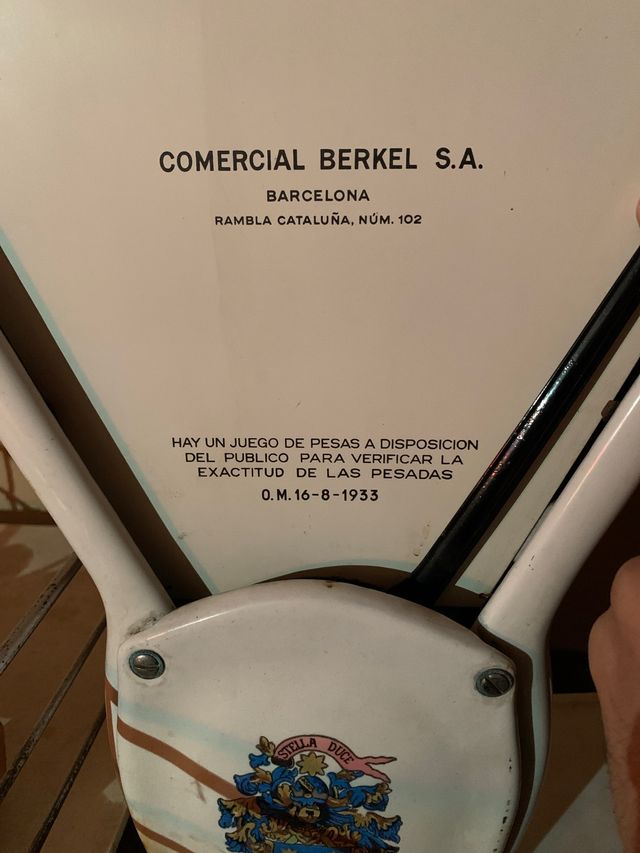 COMERCIAL BERKEL S.A.
BARCELONA
RAMBLA CATALUÑA, NÚM. 102
HAY UN JUEGO DE PESAS A DISPOSICION
DEL PUBLICO PARA VERIFICAR LA
EXACTITUD DE LAS PESADAS
O.M. 16-8-1933
STELLA DUCE